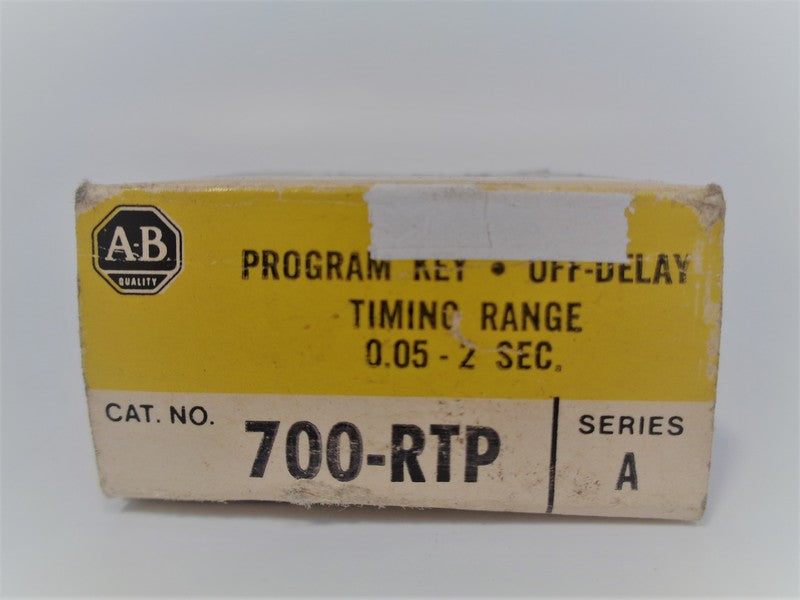 A-B
QUALITY
PROGRAM KEY • OFF-DELAY
TIMING RANGE
0.05 - 2 SEC.
CAT. NO. 700-RTP
SERIES
A